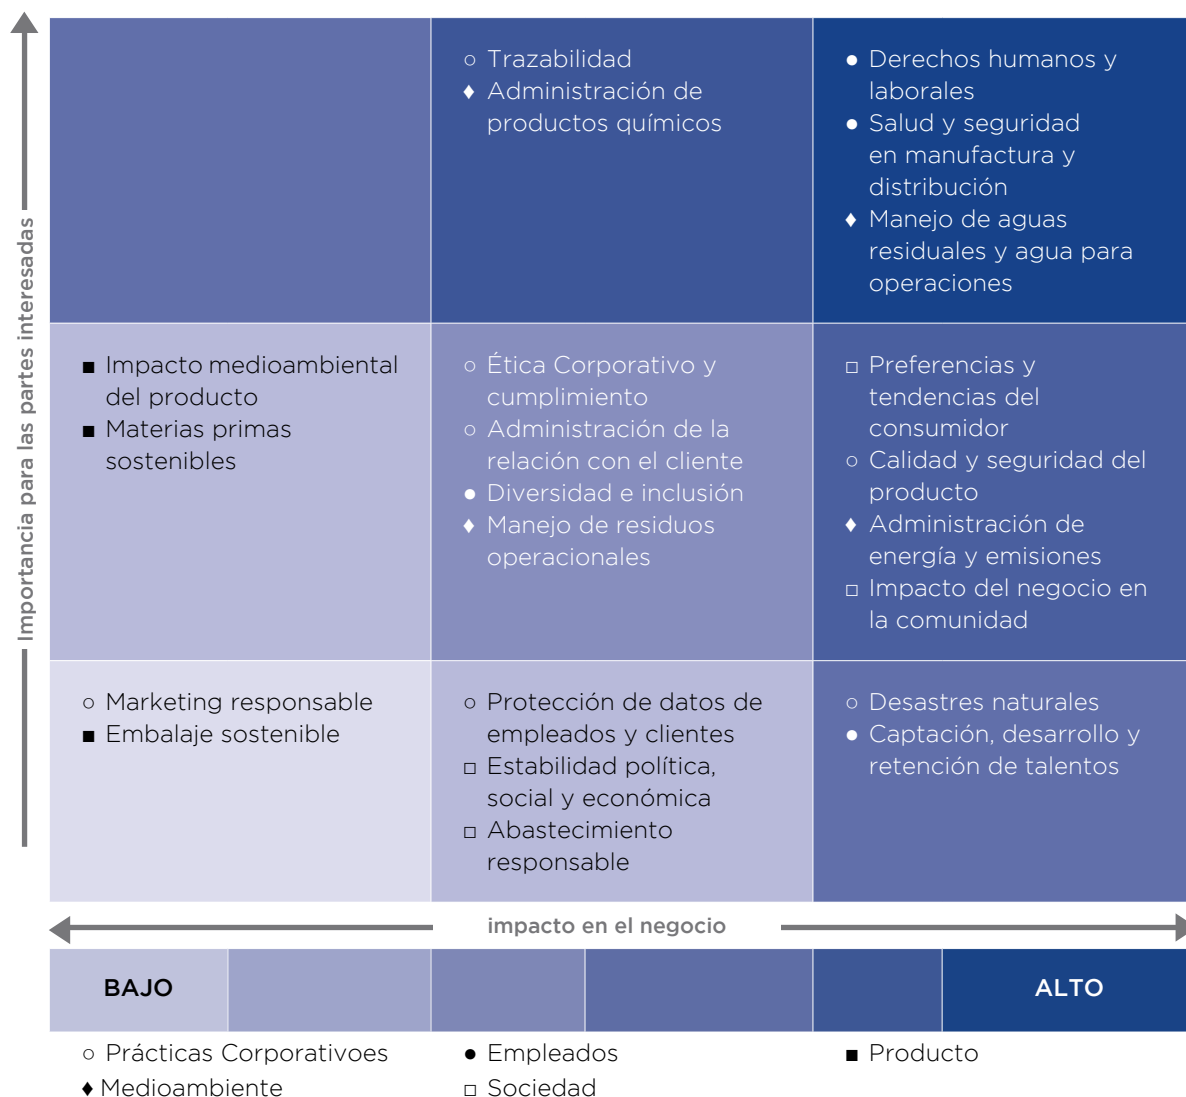 Importancia para las partes interesadas
○ Trazabilidad
♦ Administración de
productos químicos
● Derechos humanos y
laborales
● Salud y seguridad
en manufactura y
distribución
♦ Manejo de aguas
residuales y agua para
operaciones
■ Impacto medioambiental
del producto
■ Materias primas
sostenibles
○ Ética Corporativo y
cumplimiento
○ Administración de la
relación con el cliente
● Diversidad e inclusión
♦ Manejo de residuos
operacionales
□ Preferencias y
tendencias del
consumidor
○ Calidad y seguridad del
producto
♦ Administración de
energía y emisiones
□ Impacto del negocio en
la comunidad
○ Marketing responsable
■ Embalaje sostenible
○ Protección de datos de
empleados y clientes
□ Estabilidad política,
social y económica
□ Abastecimiento
responsable
○ Desastres naturales
● Captación, desarrollo y
retención de talentos
impacto en el negocio
BAJO
ALTO
○ Prácticas Corporativoes
♦ Medioambiente
● Empleados
□ Sociedad
■ Producto